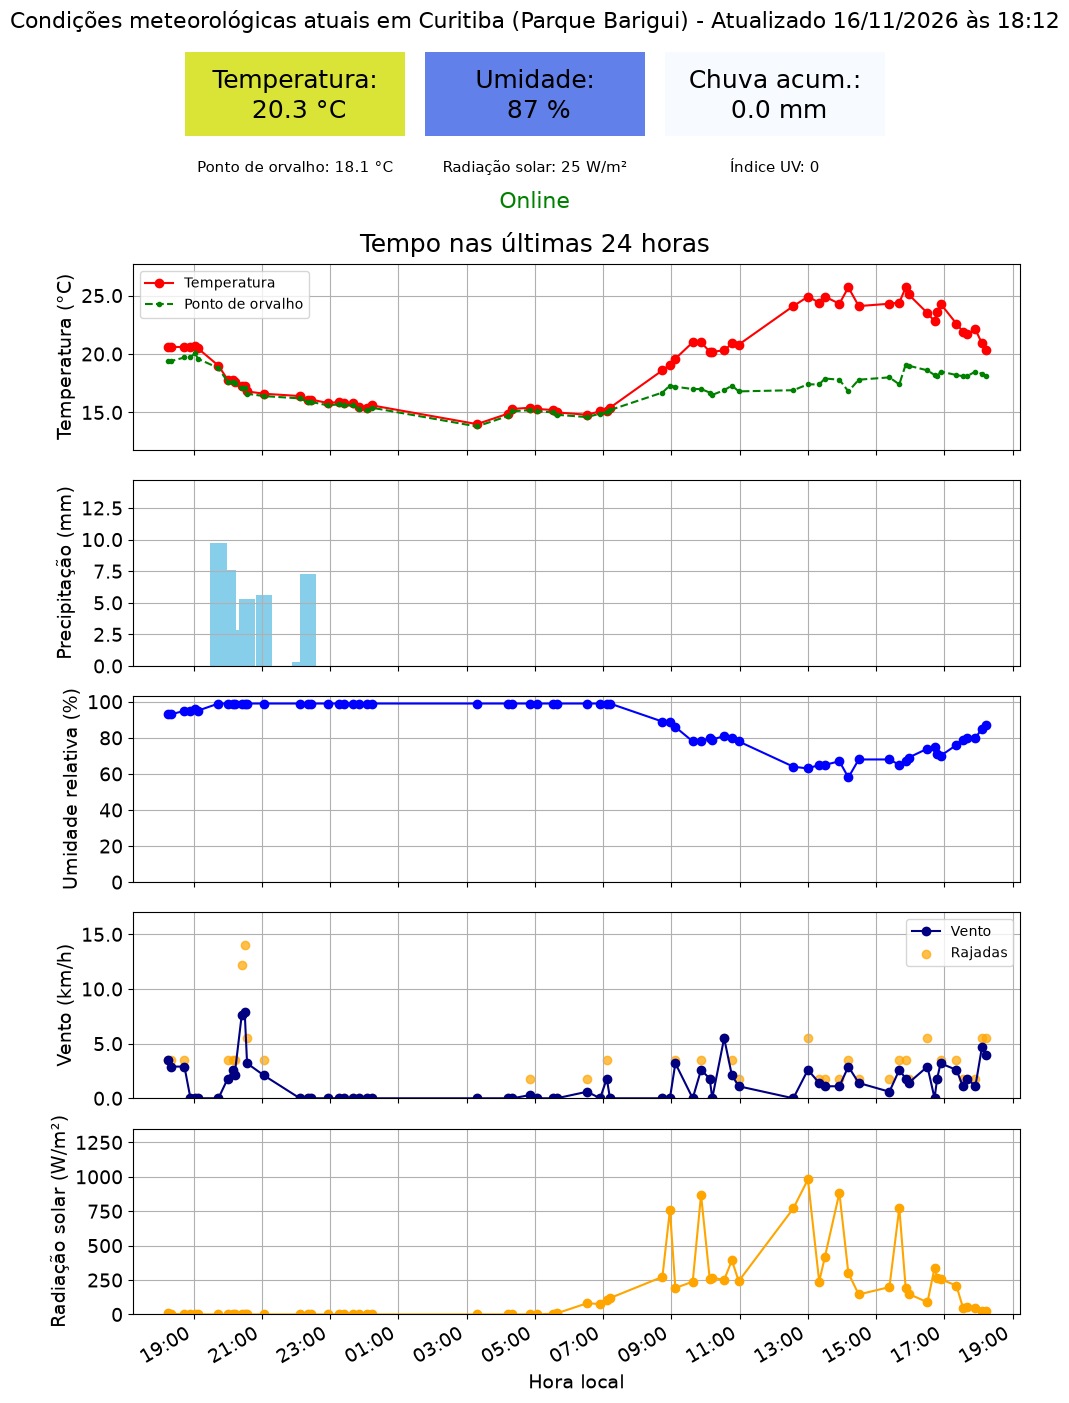 Condições meteorológicas atuais em Curitiba (Parque Barigui) - Atualizado 16/11/2026 às 18:12
Temperatura:
20.3 °C
Umidade:
87 %
Chuva acum.:
0.0 mm
Ponto de orvalho: 18.1 °C
Radiação solar: 25 W/m²
Índice UV: 0
Online
Tempo nas últimas 24 horas
Temperatura (°C)
25.0
20.0
15.0
Temperatura
Ponto de orvalho
Precipitação (mm)
12.5
10.0
7.5
5.0
2.5
0.0
Umidade relativa (%)
100
80
60
40
20
0
Vento (km/h)
15.0
10.0
5.0
0.0
Vento
Rajadas
Radiação solar (W/m²)
1250
1000
750
500
250
0
19:00
21:00
23:00
01:00
03:00
05:00
07:00
09:00
11:00
13:00
15:00
17:00
19:00
Hora local